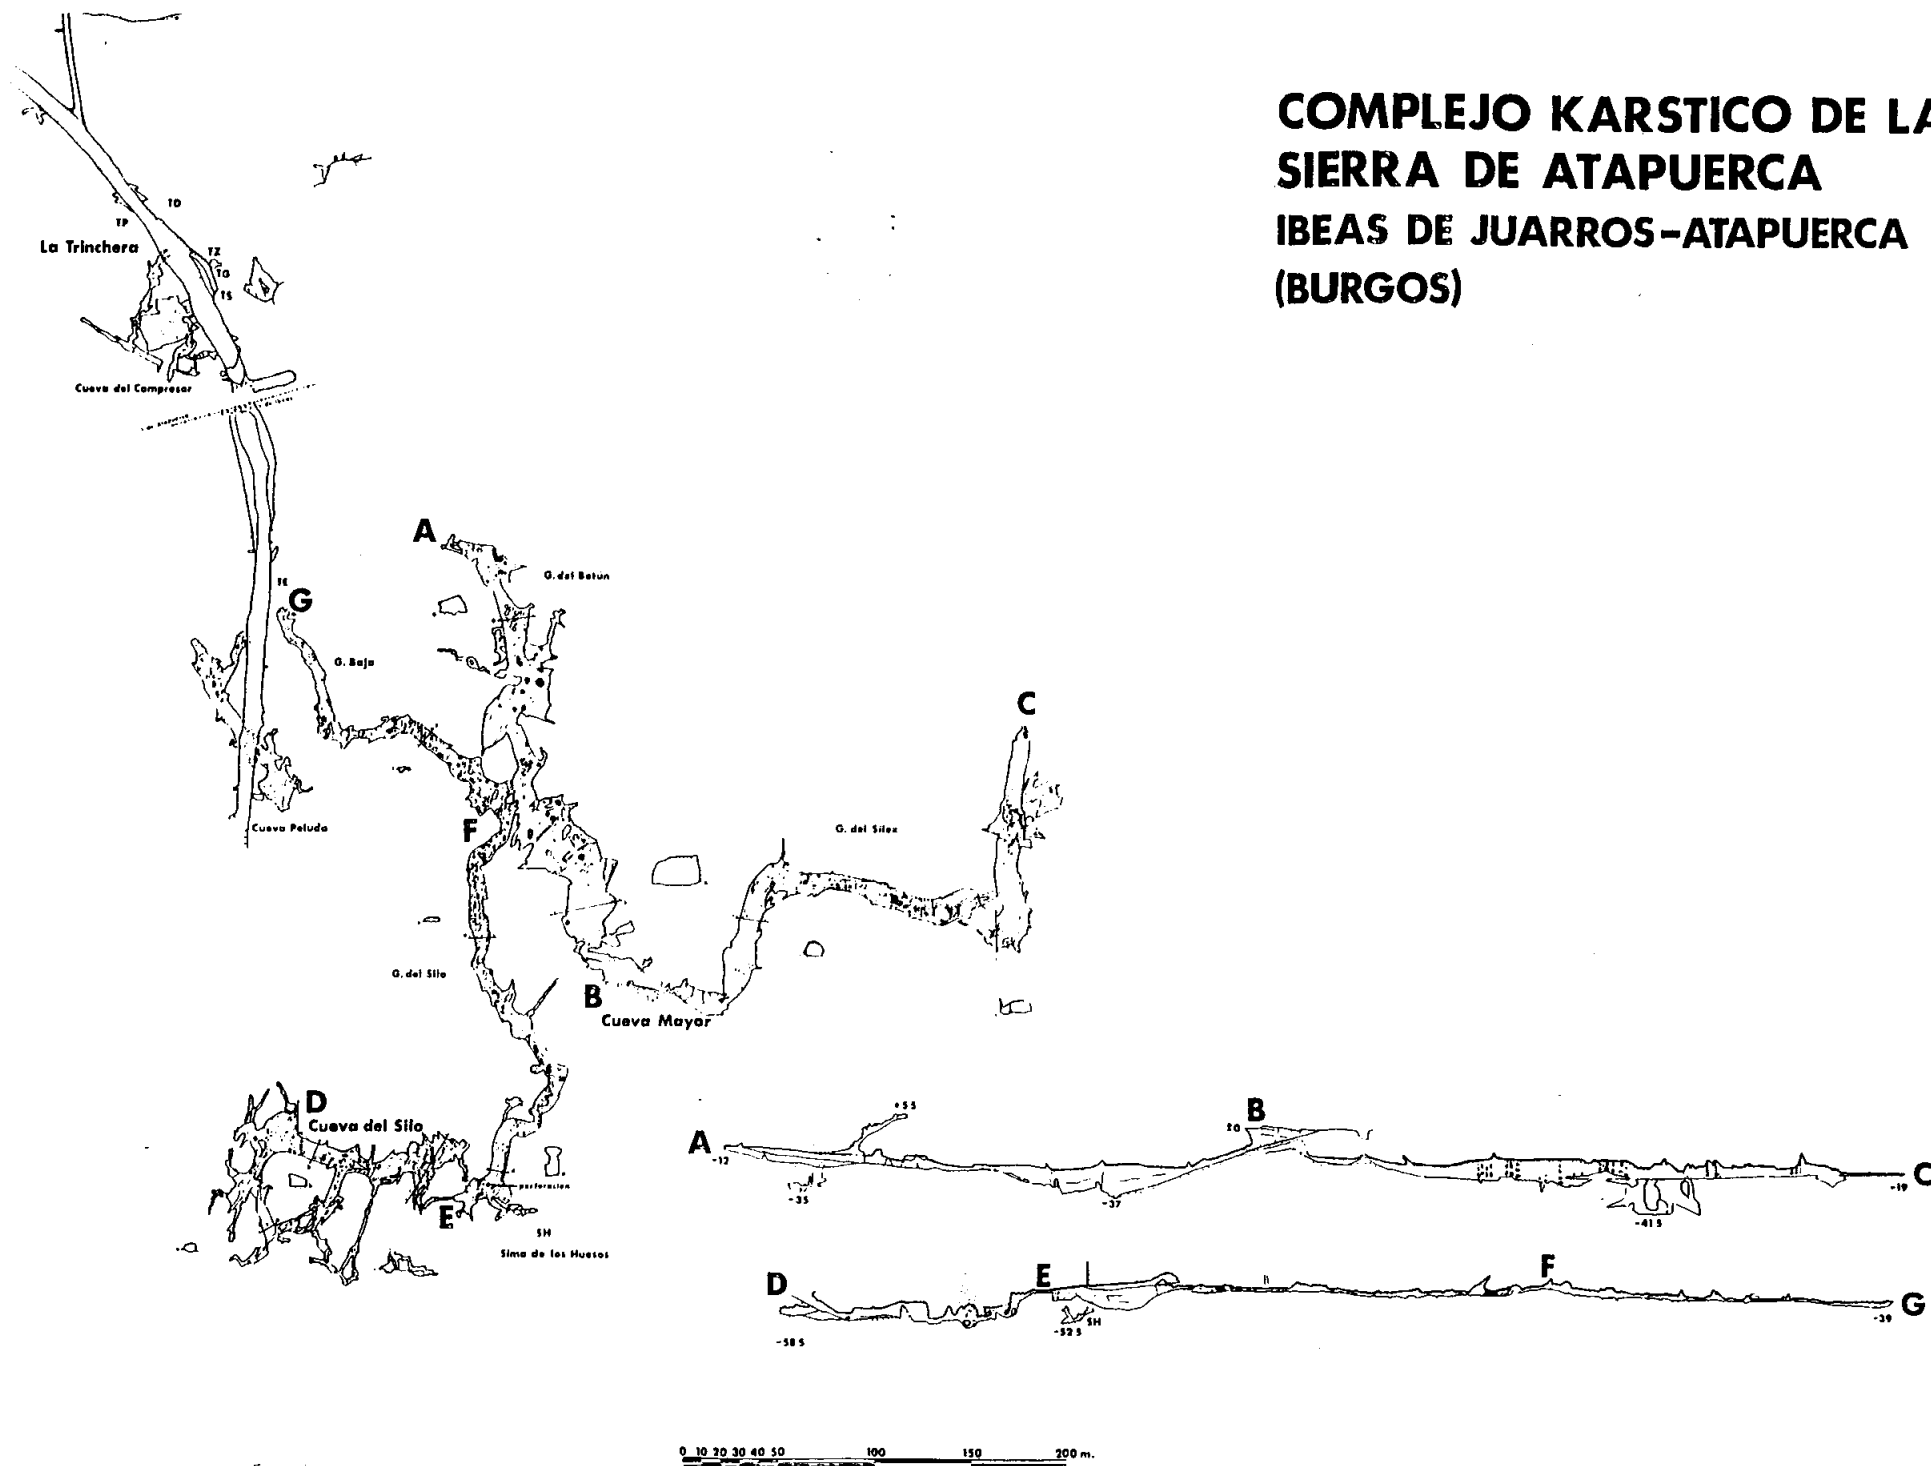 COMPLEJO KARSTICO DE LA
SIERRA DE ATAPUERCA
IBEAS DE JUARROS-ATAPUERCA
(BURGOS)
TD
TP
La Trinchera
TZ
TG
TS
Cueva del Compresor
A
G. del Betún
TE
G
G. Baja
C
F
Cueva Peluda
G. del Silex
G. del Silo
B
Cueva Mayor
D
Cueva del Silo
perforacion
E
SH
Sima de los Huesos
A
-12
+5 5
-35
-37
B
±0
-41 5
-19
C
D
-58 5
E
-52 5
SH
F
-39
G
0 10 20 30 40 50 100 150 200 m.